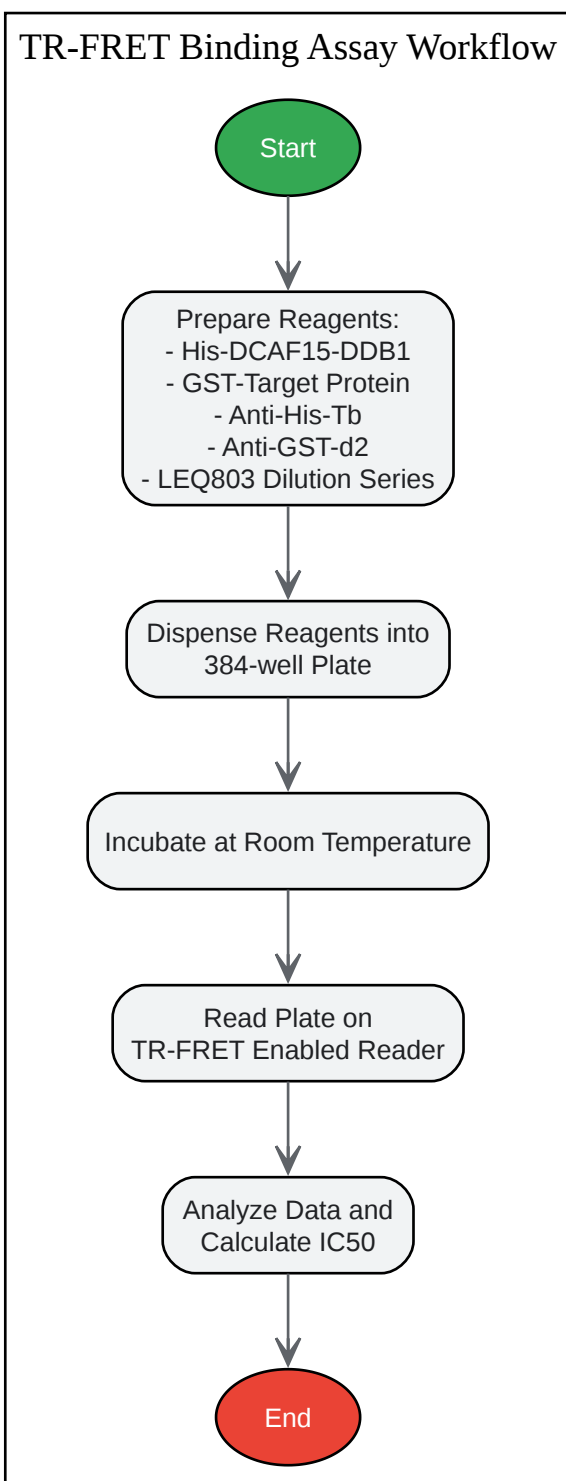 TR-FRET Binding Assay Workflow
Start
Prepare Reagents:
- His-DCAF15-DDB1
- GST-Target Protein
- Anti-His-Tb
- Anti-GST-d2
- LEQ803 Dilution Series
Dispense Reagents into
384-well Plate
Incubate at Room Temperature
Read Plate on
TR-FRET Enabled Reader
Analyze Data and
Calculate IC50
End